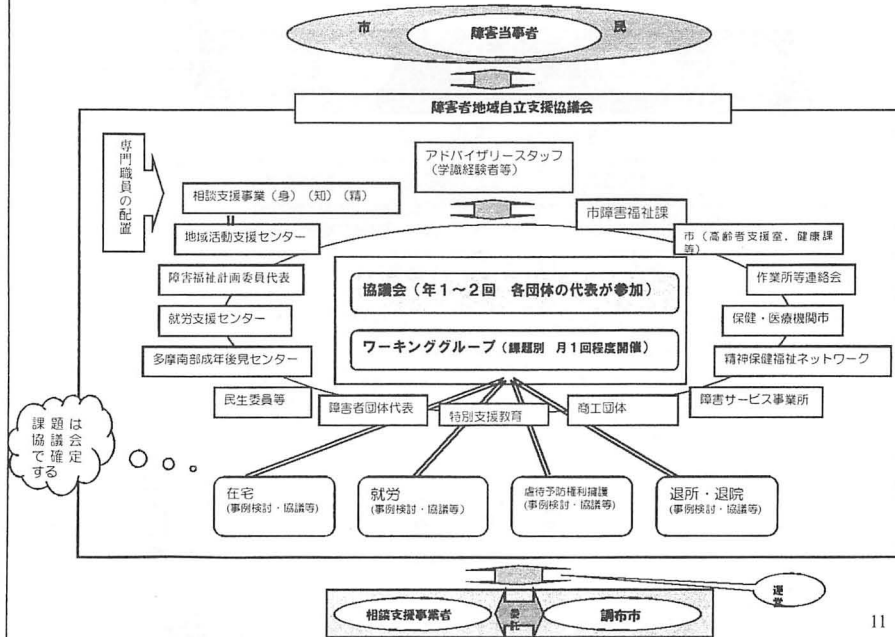 市
障害当事者
民
障害者地域自立支援協議会
専門職員の配置
アドバイザリースタッフ
（学識経験者等）
相談支援事業（身）（知）（精）
市障害福祉課
地域活動支援センター
市（高齢者支援室、健康課
等）
障害福祉計画委員代表
作業所等連絡会
協議会（年１～２回　各団体の代表が参加）
就労支援センター
保健・医療機関市
ワーキンググループ（課題別　月１回程度開催）
多摩南部成年後見センター
精神保健福祉ネットワーク
民生委員等
障害者団体代表
特別支援教育
商工団体
障害サービス事業所
課題は
協議会
で確定
する
在宅
(事例検討・協議等)
就労
(事例検討・協議等）
虐待予防権利擁護
(事例検討・協議等)
退所・退院
(事例検討・協議等)
運営
相談支援事業者
委託
調布市
11